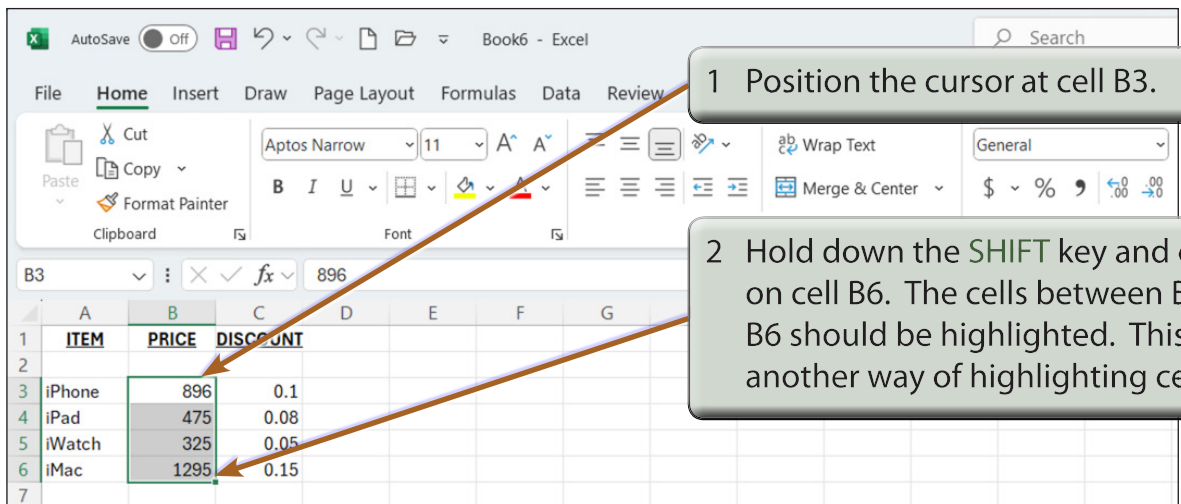 AutoSave Off Book6 - Excel Search
File Home Insert Draw Page Layout Formulas Data Review
1 Position the cursor at cell B3.
Cut
Copy
Paste
Format Painter
Clipboard
Aptos Narrow 11 A A
B I U A
Font
ab Wrap Text
Merge & Center
General
$ % 9 .00 .00
2 Hold down the SHIFT key and
on cell B6. The cells between
B6 should be highlighted. This
another way of highlighting
B3 fx 896
A B C D E F G
1 ITEM PRICE DISCOUNT
2
3 iPhone 896 0.1
4 iPad 475 0.08
5 iWatch 325 0.05
6 iMac 1295 0.15
7